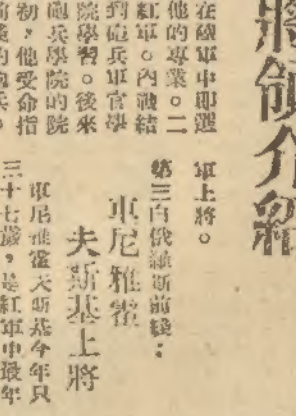 將領介紹
在敵軍中即選
他的專業。二
紅軍。內戰結
到砲兵軍官學
院學習。後來
砲兵學院的院
初,他受命指
軍上將。
第三白俄羅斯前綫:
車尼雅霍
夫斯基上將
車尼雅霍夫斯基今年只
三十七歲,是紅軍中最年